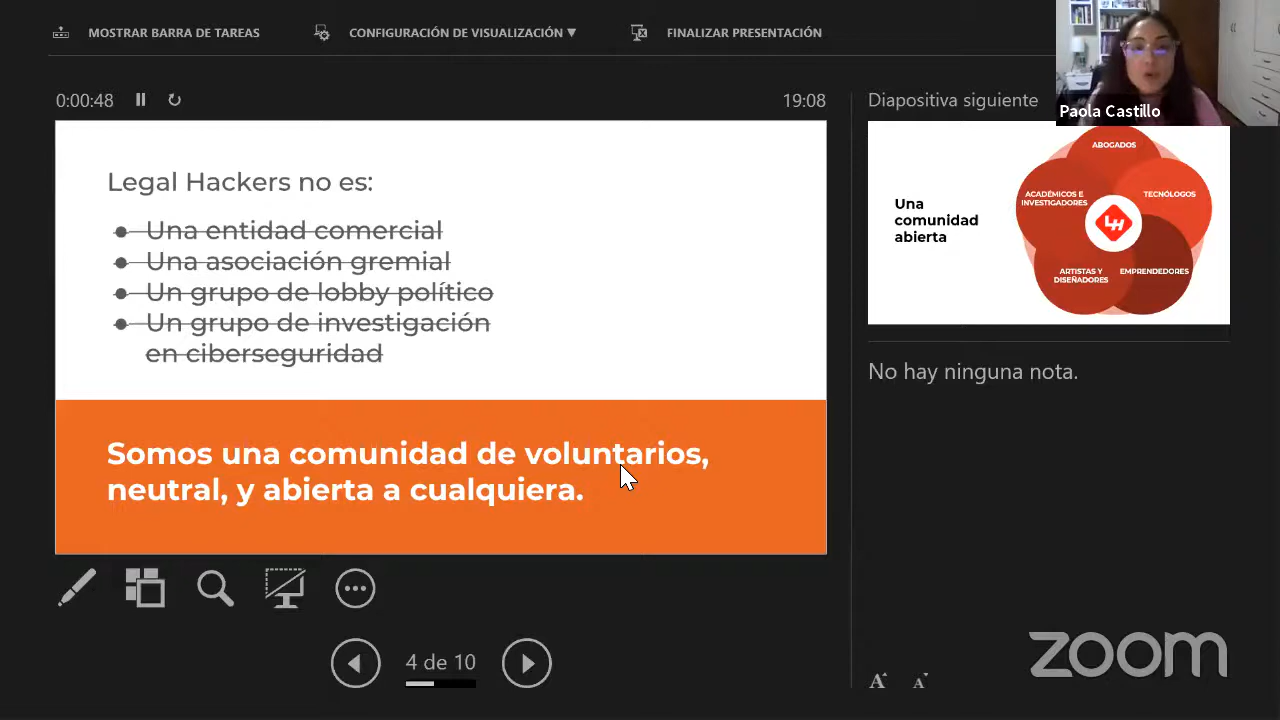 MOSTRAR BARRA DE TAREAS
CONFIGURACIÓN DE VISUALIZACIÓN ▼
FINALIZAR PRESENTACIÓN
Paola Castillo
0:00:48
19:08
Legal Hackers no es:
● Una entidad comercial
● Una asociación gremial
● Un grupo de lobby político
● Un grupo de investigación
en ciberseguridad
Somos una comunidad de voluntarios,
neutral, y abierta a cualquiera.
4 de 10
Diapositiva siguiente
Una
comunidad
abierta
ABOGADOS
ACADÉMICOS E
INVESTIGADORES
TECNÓLOGOS
LH
ARTISTAS Y
DISEÑADORES
EMPRENDEDORES
No hay ninguna nota.
A
A
zoom